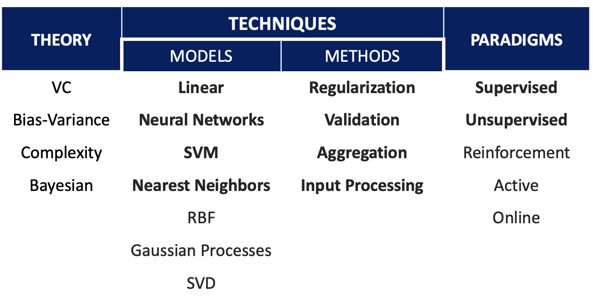 THEORY TECHNIQUES PARADIGMS
MODELS METHODS
VC Linear Regularization Supervised
Bias-Variance Neural Networks Validation Unsupervised
Complexity SVM Aggregation Reinforcement
Bayesian Nearest Neighbors Input Processing Active
RBF Online
Gaussian Processes
SVD